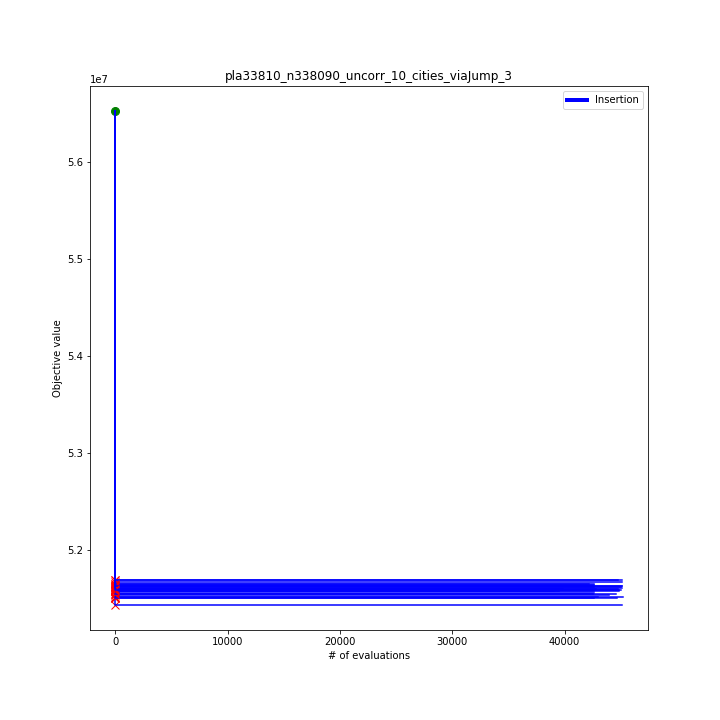 pla33810_n338090_uncorr_10_cities_viaJump_3
1e7
Insertion
5.6
5.5
5.4
5.3
5.2
Objective value
0 10000 20000 30000 40000
# of evaluations